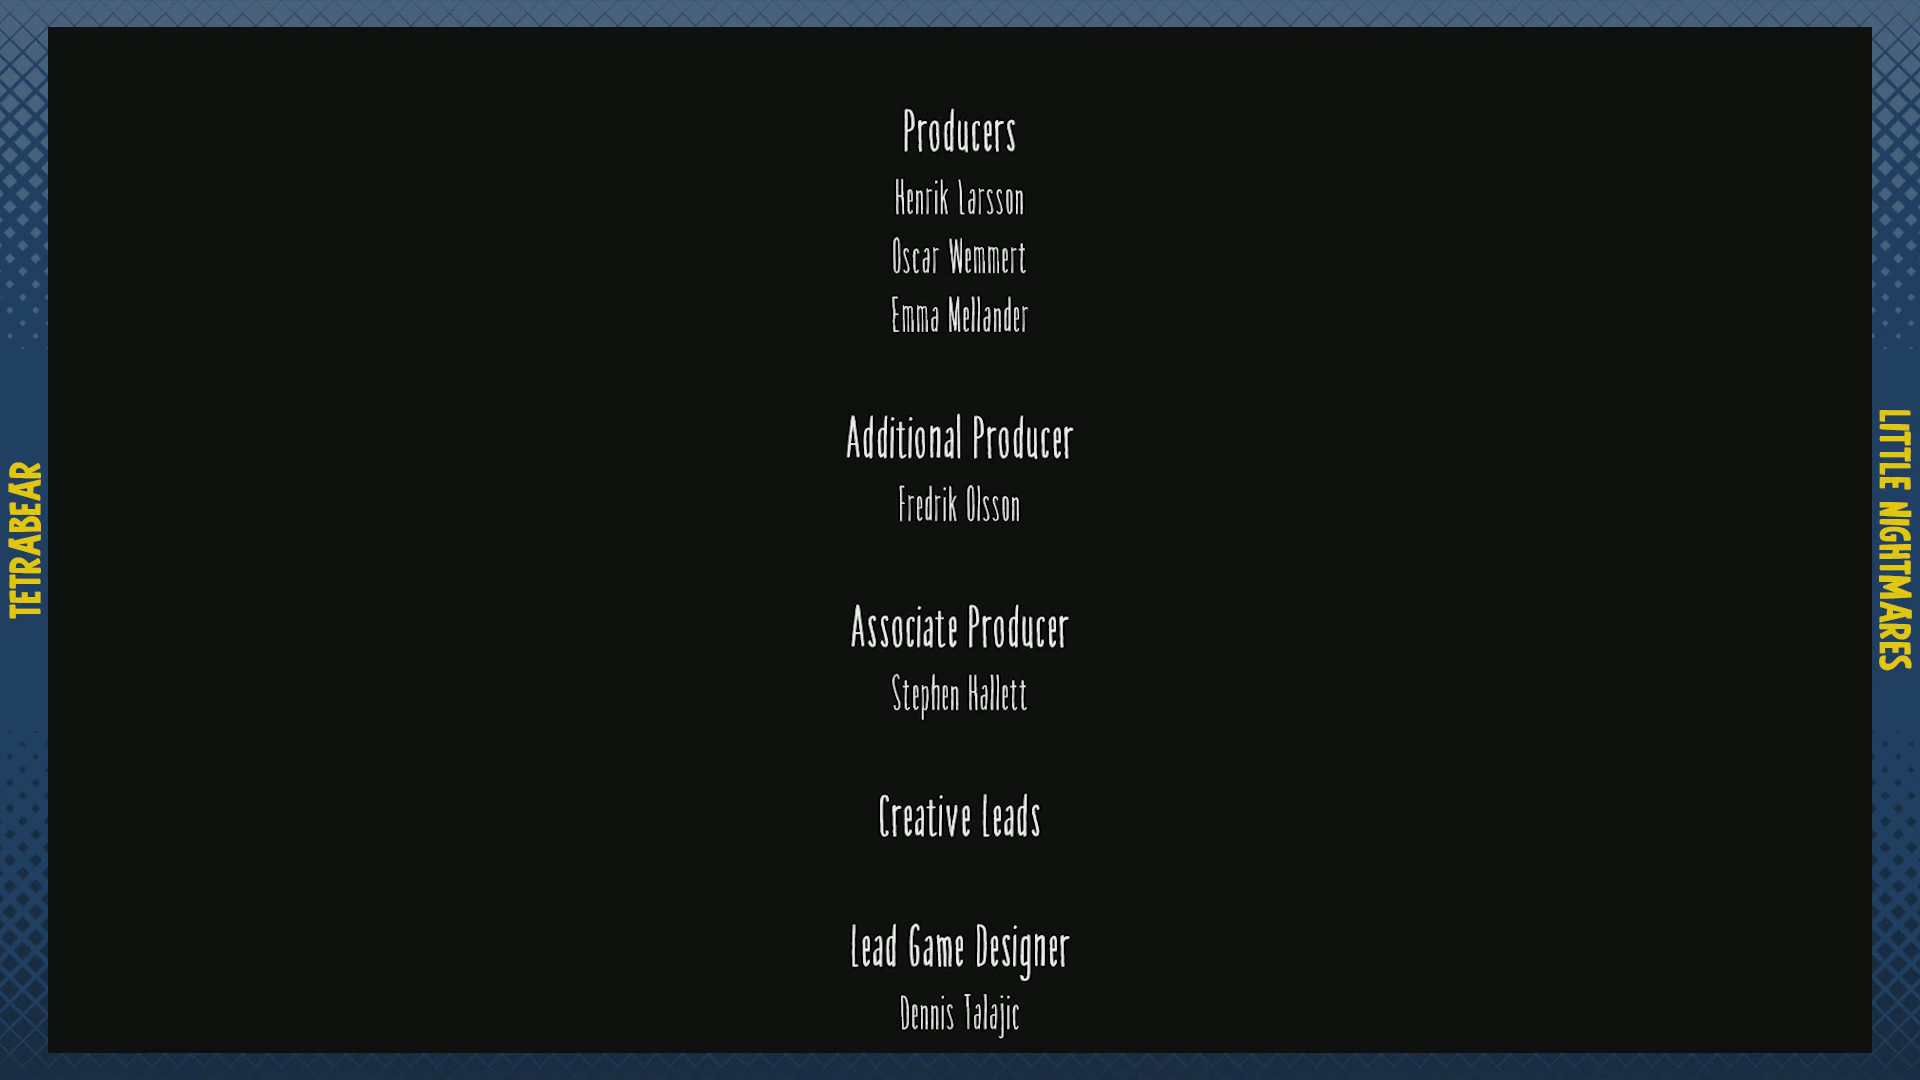 Producers
Henrik Larsson
Oscar Wemmert
Emma Mellander
Additional Producer
Fredrik Olsson
Associate Producer
Stephen Hallett
Creative Leads
Lead Game Designer
Dennis Talajic
TETRABEAR
LITTLE NIGHTMARES